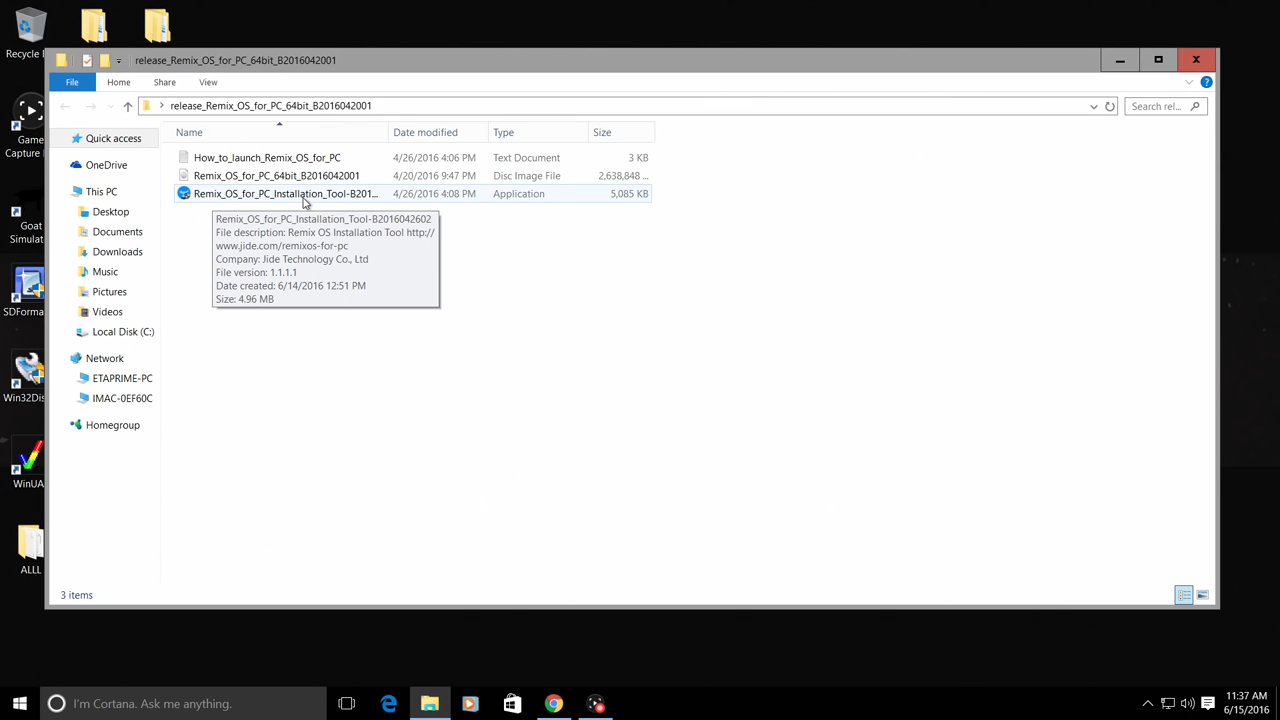 Recycle
release_Remix_OS_for_PC_64bit_B2016042001
File Home Share View
release_Remix_OS_for_PC_64bit_B2016042001
Search rel...
Name Date modified Type Size
How_to_launch_Remix_OS_for_PC 4/26/2016 4:06 PM Text Document 3 KB
Remix_OS_for_PC_64bit_B2016042001 4/20/2016 9:47 PM Disc Image File 2,638,848 ...
Remix_OS_for_PC_Installation_Tool-B201... 4/26/2016 4:08 PM Application 5,085 KB
Remix_OS_for_PC_Installation_Tool-B2016042602
File description: Remix OS Installation Tool http://
www.jide.com/remixos-for-pc
Company: Jide Technology Co., Ltd
File version: 1.1.1.1
Date created: 6/14/2016 12:51 PM
Size: 4.96 MB
Quick access
OneDrive
This PC
Desktop
Documents
Downloads
Music
Pictures
Videos
Local Disk (C:)
Network
ETAPRIME-PC
IMAC-0EF60C
Homegroup
3 items
Game
Capture
Goat
Simulat
SDForma
Win32Dis
WinUA
ALLL
I'm Cortana. Ask me anything.
11:37 AM
6/15/2016